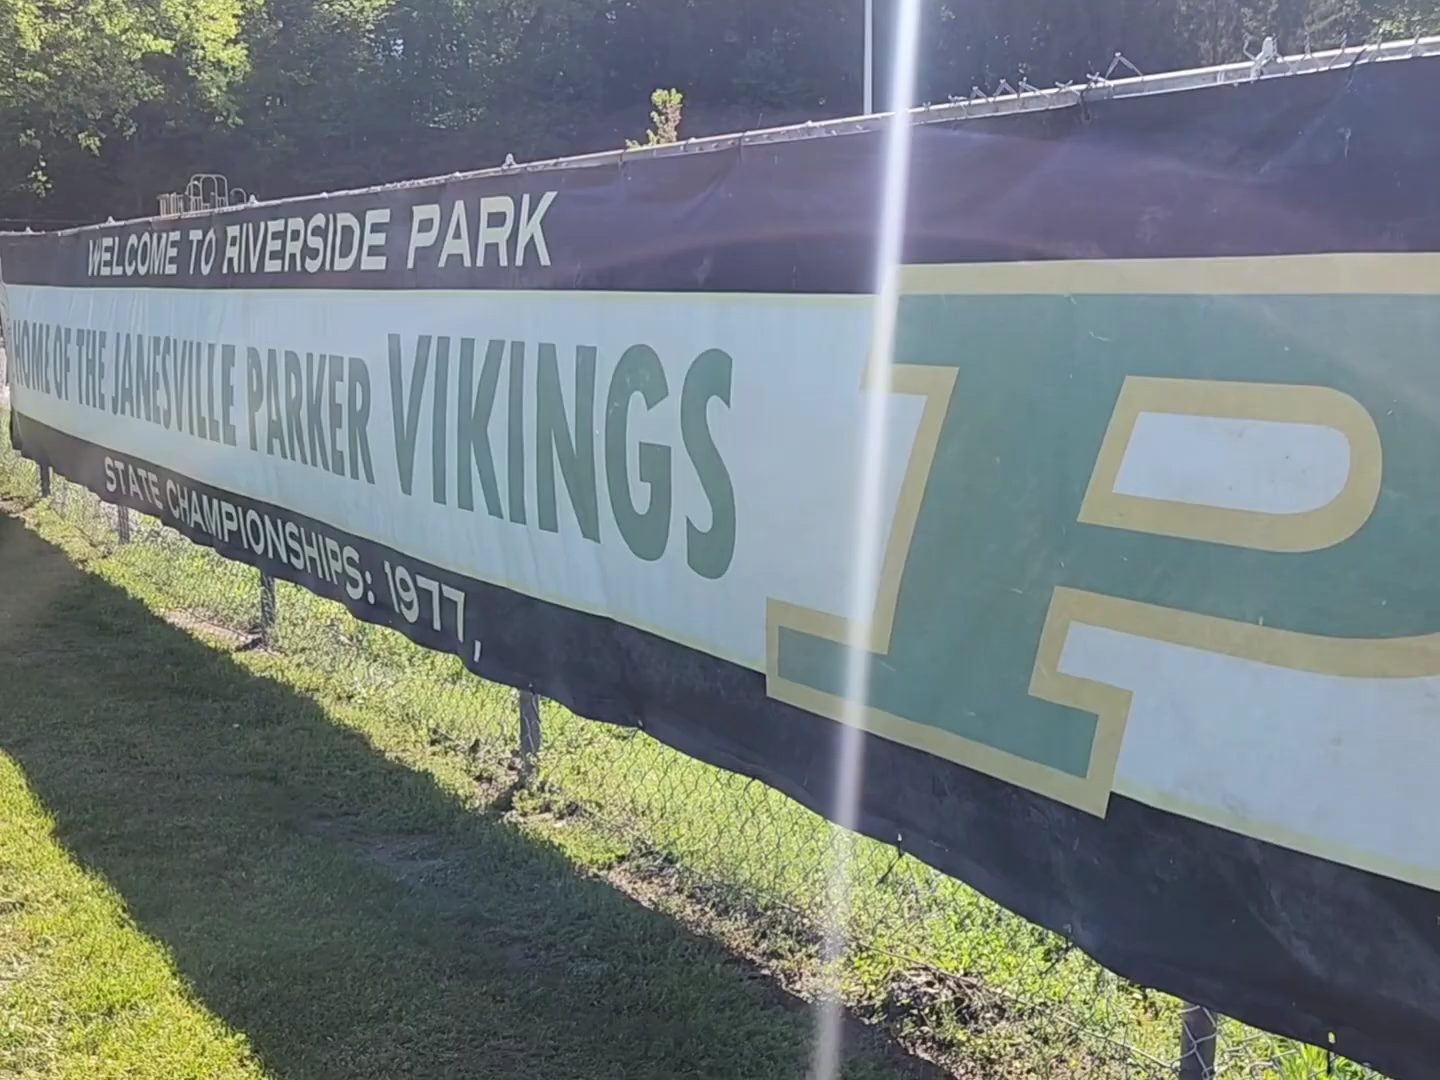 WELCOME TO RIVERSIDE PARK
HOME OF THE JANESVILLE PARKER VIKINGS
STATE CHAMPIONSHIPS: 1977,
P